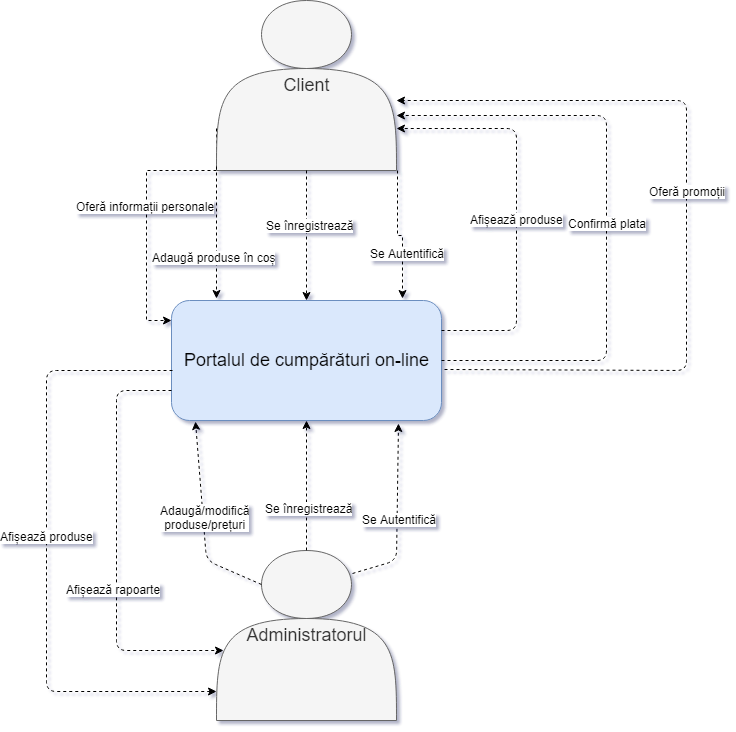 Client
Oferă promoții
Oferă informații personale
Afișează produse
Se înregistrează
Confirmă plata
Se Autentifică
Adaugă produse în coș
Portalul de cumpărături on-line
Adaugă/modifică
produse/prețuri
Se înregistrează
Se Autentifică
Afișează produse
Afișează rapoarte
Administratorul